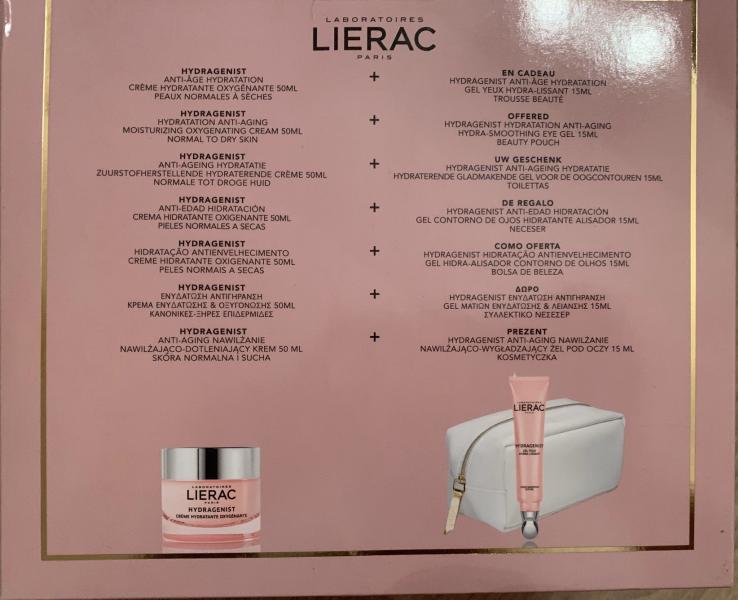 LABORATOIRES
LIERAC
PARIS
HYDRAGENIST
ANTI-ÂGE HYDRATATION
CRÈME HYDRATANTE OXYGÉNANTE 50ML
PEAUX NORMALES À SÈCHES
+
EN CADEAU
HYDRAGENIST ANTI-ÂGE HYDRATATION
GEL YEUX HYDRA-LISSANT 15ML
TROUSSE BEAUTÉ
HYDRAGENIST
HYDRATATION ANTI-AGING
MOISTURIZING OXYGENATING CREAM 50ML
NORMAL TO DRY SKIN
+
OFFERED
HYDRAGENIST HYDRATATION ANTI-AGING
HYDRA-SMOOTHING EYE GEL 15ML
BEAUTY POUCH
HYDRAGENIST
ANTI-AGEING HYDRATATIE
ZUURSTOFHERSTELLENDE HYDRATERENDE CRÈME 50ML
NORMALE TOT DROGE HUID
+
UW GESCHENK
HYDRAGENIST ANTI-AGEING HYDRATATIE
HYDRATERENDE GLADMAKENDE GEL VOOR DE OOGCONTOUREN 15ML
TOILETTAS
HYDRAGENIST
ANTI-EDAD HIDRATACIÓN
CREMA HIDRATANTE OXIGENANTE 50ML
PIELES NORMALES A SECAS
+
DE REGALO
HYDRAGENIST ANTI-EDAD HIDRATACIÓN
GEL CONTORNO DE OJOS HIDRATANTE ALISADOR 15ML
NECESER
HYDRAGENIST
HIDRATAÇÃO ANTIENVELHECIMENTO
CREME HIDRATANTE OXIGENANTE 50ML
PELES NORMAIS A SECAS
+
COMO OFERTA
HYDRAGENIST HIDRATAÇÃO ANTIENVELHECIMENTO
GEL HIDRA-ALISADOR CONTORNO DE OLHOS 15ML
BOLSA DE BELEZA
HYDRAGENIST
ΕΝΥΔΑΤΩΣΗ ΑΝΤΙΓΗΡΑΝΣΗ
ΚΡΕΜΑ ΕΝΥΔΑΤΩΣΗΣ & ΟΞΥΓΟΝΩΣΗΣ 50ML
ΚΑΝΟΝΙΚΕΣ-ΞΗΡΕΣ ΕΠΙΔΕΡΜΙΔΕΣ
+
ΔΩΡΟ
HYDRAGENIST ΕΝΥΔΑΤΩΣΗ ΑΝΤΙΓΗΡΑΝΣΗ
GEL ΜΑΤΙΩΝ ΕΝΥΔΑΤΩΣΗΣ & ΛΕΙΑΝΣΗΣ 15ML
ΣΥΛΛΕΚΤΙΚΟ ΝΕΣΕΣΕΡ
HYDRAGENIST
ANTI-AGING NAWILŻANIE
NAWILŻAJĄCO-DOTLENIAJĄCY KREM 50 ML
SKÓRA NORMALNA I SUCHA
+
PREZENT
HYDRAGENIST ANTI-AGING NAWILŻANIE
NAWILŻAJĄCO-WYGŁADZAJĄCY ŻEL POD OCZY 15 ML
KOSMETYCZKA
LABORATOIRES
LIERAC
PARIS
HYDRAGENIST
CRÈME HYDRATANTE OXYGÉNANTE
LABORATOIRES
LIERAC
HYDRAGENIST
GEL YEUX
HYDRA-LISSANT